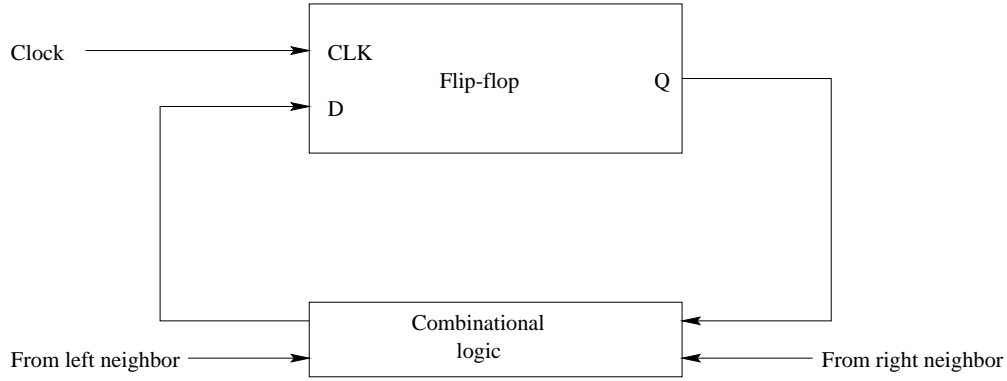 Clock
CLK
Flip-flop
Q
D
Combinational
logic
From left neighbor
From right neighbor